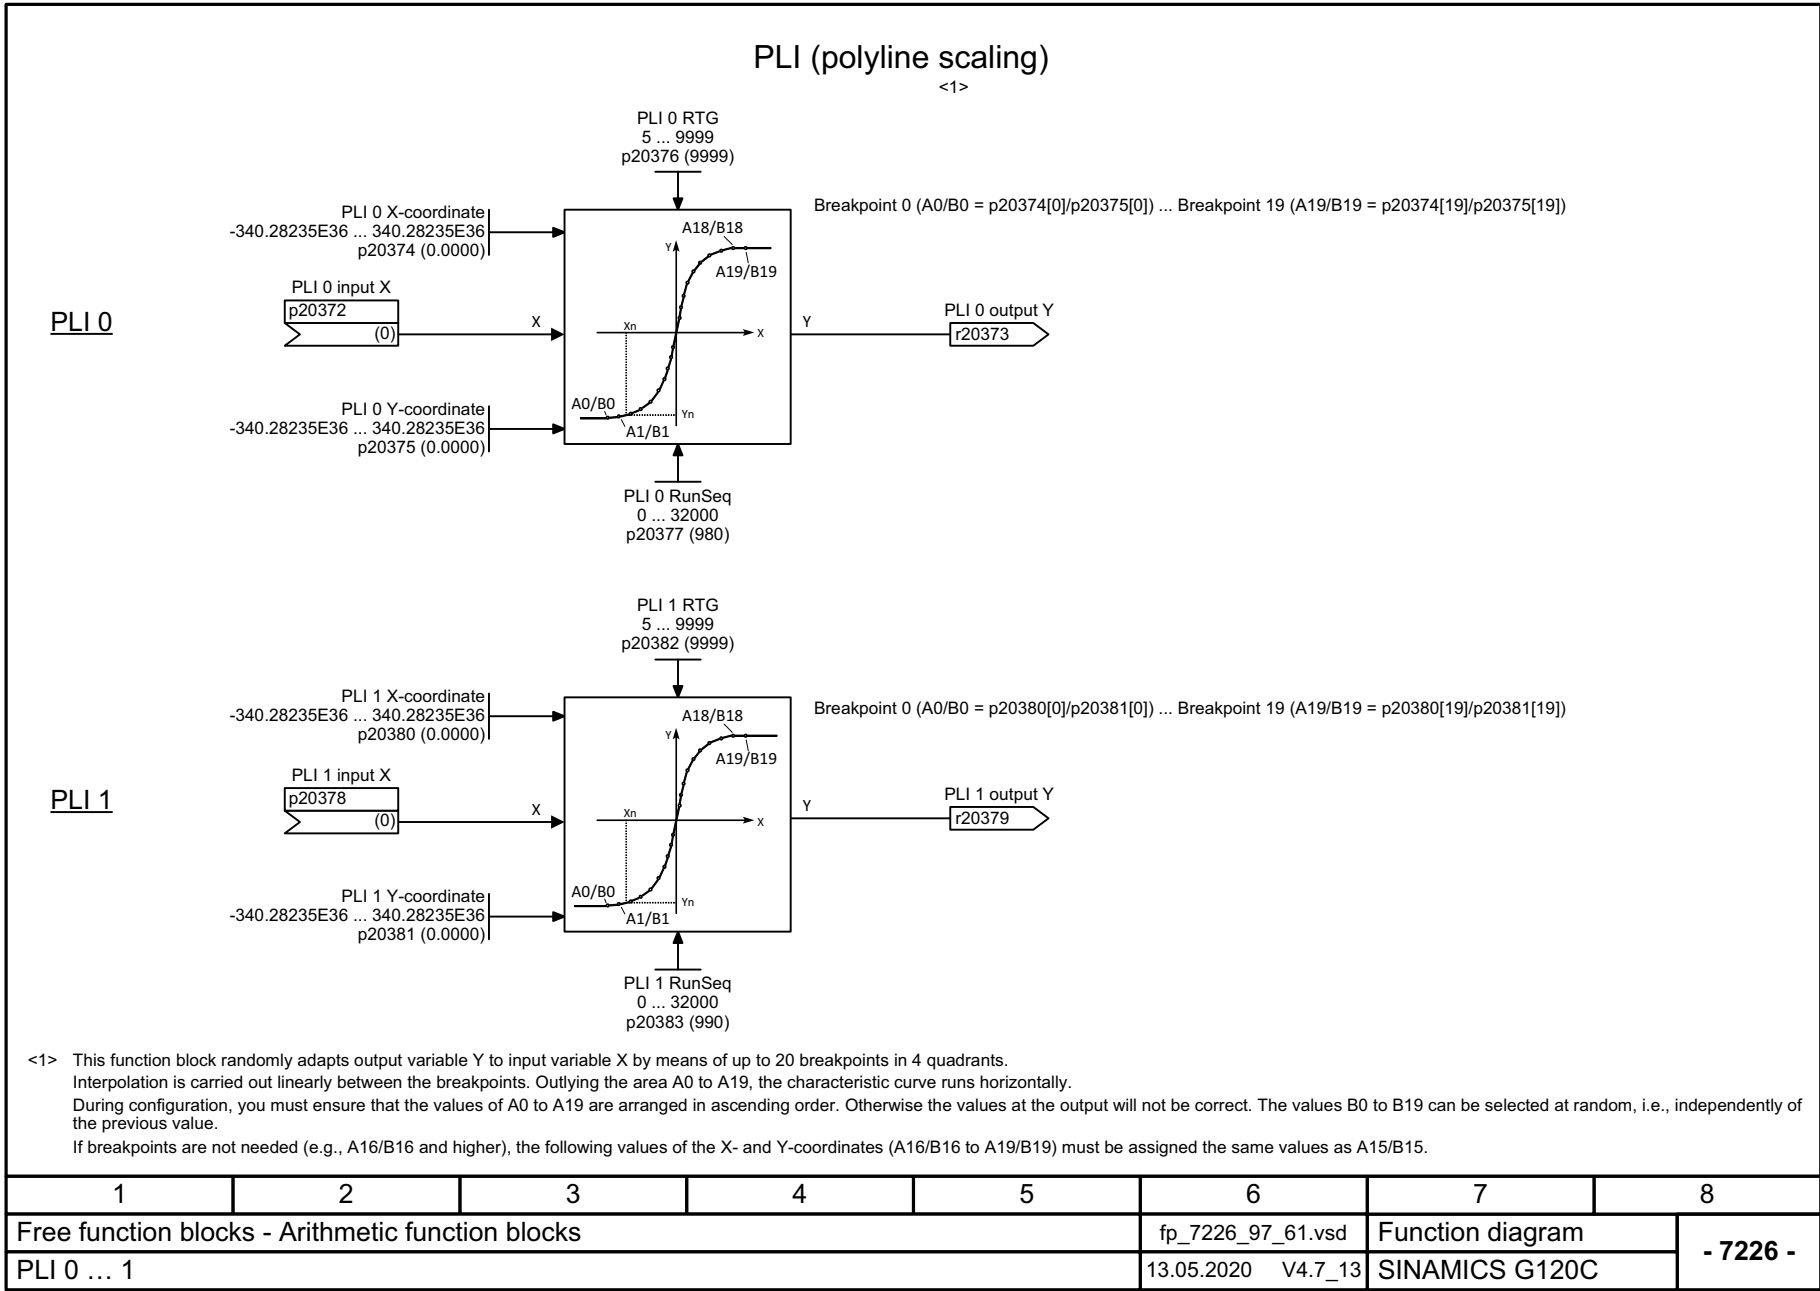 PLI (polyline scaling)
<1>
PLI 0 RTG
5 ... 9999
p20376 (9999)
PLI 0 X-coordinate
-340.28235E36 ... 340.28235E36
p20374 (0.0000)
Breakpoint 0 (A0/B0 = p20374[0]/p20375[0]) ... Breakpoint 19 (A19/B19 = p20374[19]/p20375[19])
A18/B18
Y
A19/B19
PLI 0
PLI 0 input X
p20372
(0)
X
Xn
X
Y
PLI 0 output Y
r20373
PLI 0 Y-coordinate
-340.28235E36 ... 340.28235E36
p20375 (0.0000)
A0/B0
Yn
A1/B1
PLI 0 RunSeq
0 ... 32000
p20377 (980)
PLI 1 RTG
5 ... 9999
p20382 (9999)
PLI 1 X-coordinate
-340.28235E36 ... 340.28235E36
p20380 (0.0000)
Breakpoint 0 (A0/B0 = p20380[0]/p20381[0]) ... Breakpoint 19 (A19/B19 = p20380[19]/p20381[19])
A18/B18
Y
A19/B19
PLI 1
PLI 1 input X
p20378
(0)
X
Xn
X
Y
PLI 1 output Y
r20379
PLI 1 Y-coordinate
-340.28235E36 ... 340.28235E36
p20381 (0.0000)
A0/B0
Yn
A1/B1
PLI 1 RunSeq
0 ... 32000
p20383 (990)
<1> This function block randomly adapts output variable Y to input variable X by means of up to 20 breakpoints in 4 quadrants.
Interpolation is carried out linearly between the breakpoints. Outlying the area A0 to A19, the characteristic curve runs horizontally.
During configuration, you must ensure that the values of A0 to A19 are arranged in ascending order. Otherwise the values at the output will not be correct. The values B0 to B19 can be selected at random, i.e., independently of
the previous value.
If breakpoints are not needed (e.g., A16/B16 and higher), the following values of the X- and Y-coordinates (A16/B16 to A19/B19) must be assigned the same values as A15/B15.
1 2 3 4 5 6 7 8
Free function blocks - Arithmetic function blocks fp_7226_97_61.vsd Function diagram
- 7226 -
PLI 0 … 1 13.05.2020 V4.7_13 SINAMICS G120C